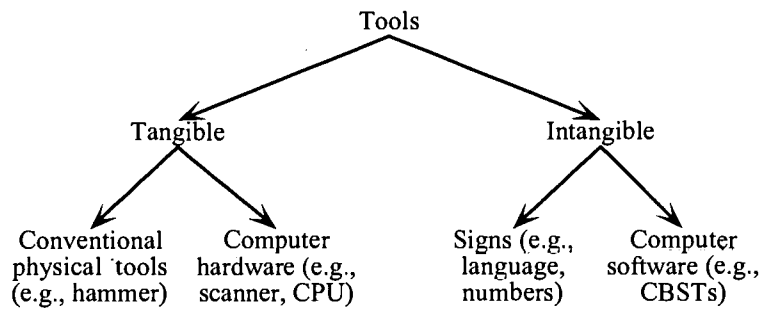 Tools
Tangible
Intangible
Conventional
physical tools
(e.g., hammer)
Computer
hardware (e.g.,
scanner, CPU)
Signs (e.g.,
language,
numbers)
Computer
software (e.g.,
CBSTs)